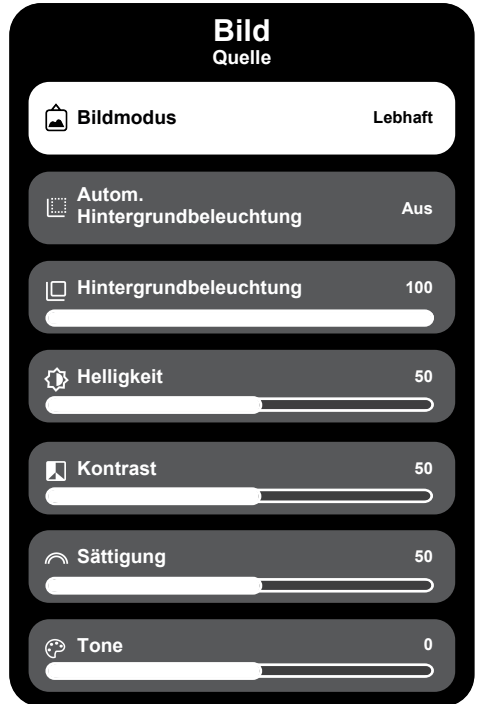 Bild
Quelle
Bildmodus Lebhaft
Autom.
Hintergrundbeleuchtung Aus
Hintergrundbeleuchtung 100
Helligkeit 50
Kontrast 50
Sättigung 50
Tone 0